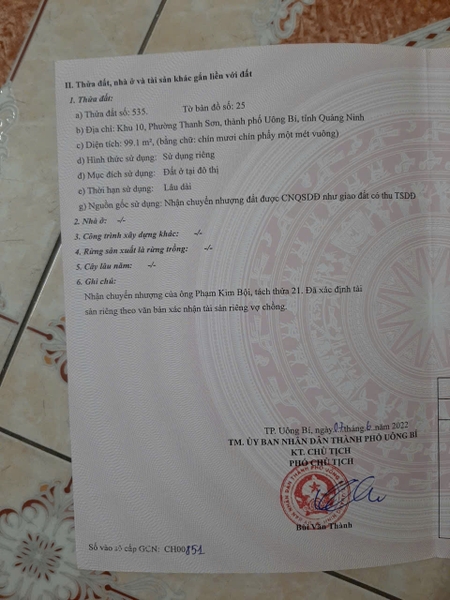 II. Thửa đất, nhà ở và tài sản khác gắn liền với đất
1. Thửa đất:
a) Thửa đất số: 535. Tờ bản đồ số: 25
b) Địa chỉ: Khu 10, Phường Thanh Sơn, thành phố Uông Bí, tỉnh Quảng Ninh
c) Diện tích: 99.1 m², (bằng chữ: chín mươi chín phẩy một mét vuông)
d) Hình thức sử dụng: Sử dụng riêng
đ) Mục đích sử dụng: Đất ở tại đô thị
e) Thời hạn sử dụng: Lâu dài
g) Nguồn gốc sử dụng: Nhận chuyển nhượng đất được CNQSDĐ như giao đất có thu TSDĐ
2. Nhà ở: -/-
3. Công trình xây dựng khác: -/-
4. Rừng sản xuất là rừng trồng: -/-
5. Cây lâu năm: -/-
6. Ghi chú:
Nhận chuyển nhượng của ông Phạm Kim Bội, tách thửa 21. Đã xác định tài
sản riêng theo văn bản xác nhận tài sản riêng vợ chồng.
TP. Uông Bí, ngày tháng 6 năm 2022
TM. ỦY BAN NHÂN DÂN THÀNH PHỐ UÔNG BÍ
KT. CHỦ TỊCH
PHÓ CHỦ TỊCH
Bùi Văn Thành
Số vào sổ cấp GCN: CH00851